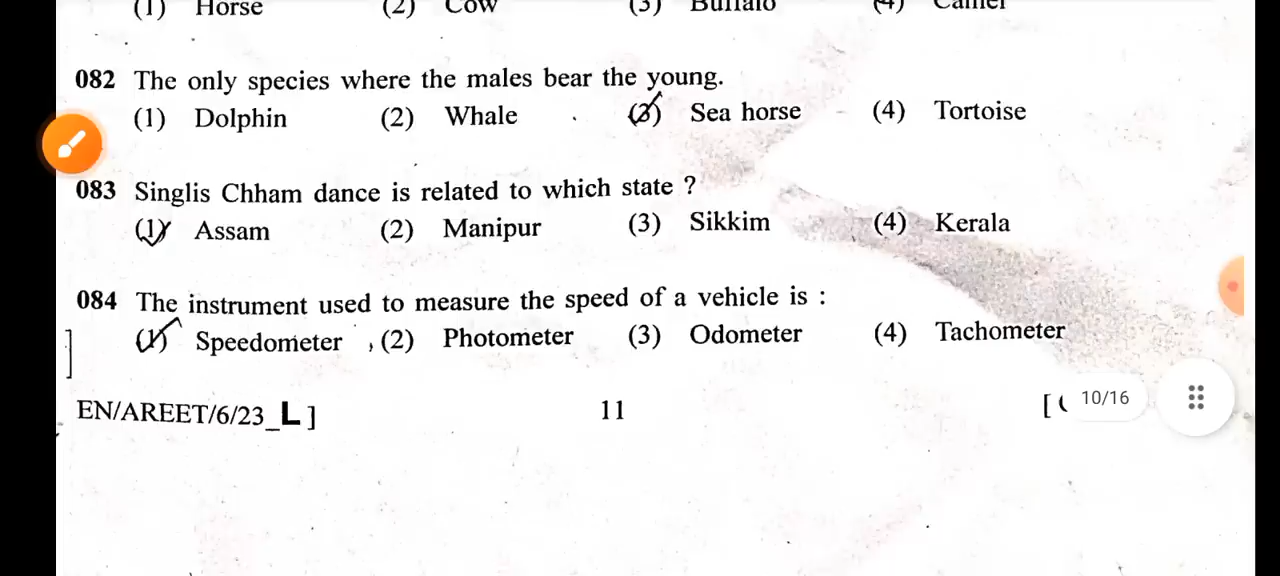 (1) Horse (2) Cow (3) Buffalo (4) Camel
082 The only species where the males bear the young.
(1) Dolphin (2) Whale (3) Sea horse (4) Tortoise
083 Singlis Chham dance is related to which state ?
(1) Assam (2) Manipur (3) Sikkim (4) Kerala
084 The instrument used to measure the speed of a vehicle is :
(1) Speedometer (2) Photometer (3) Odometer (4) Tachometer
EN/AREET/6/23_L ] 11 [
10/16